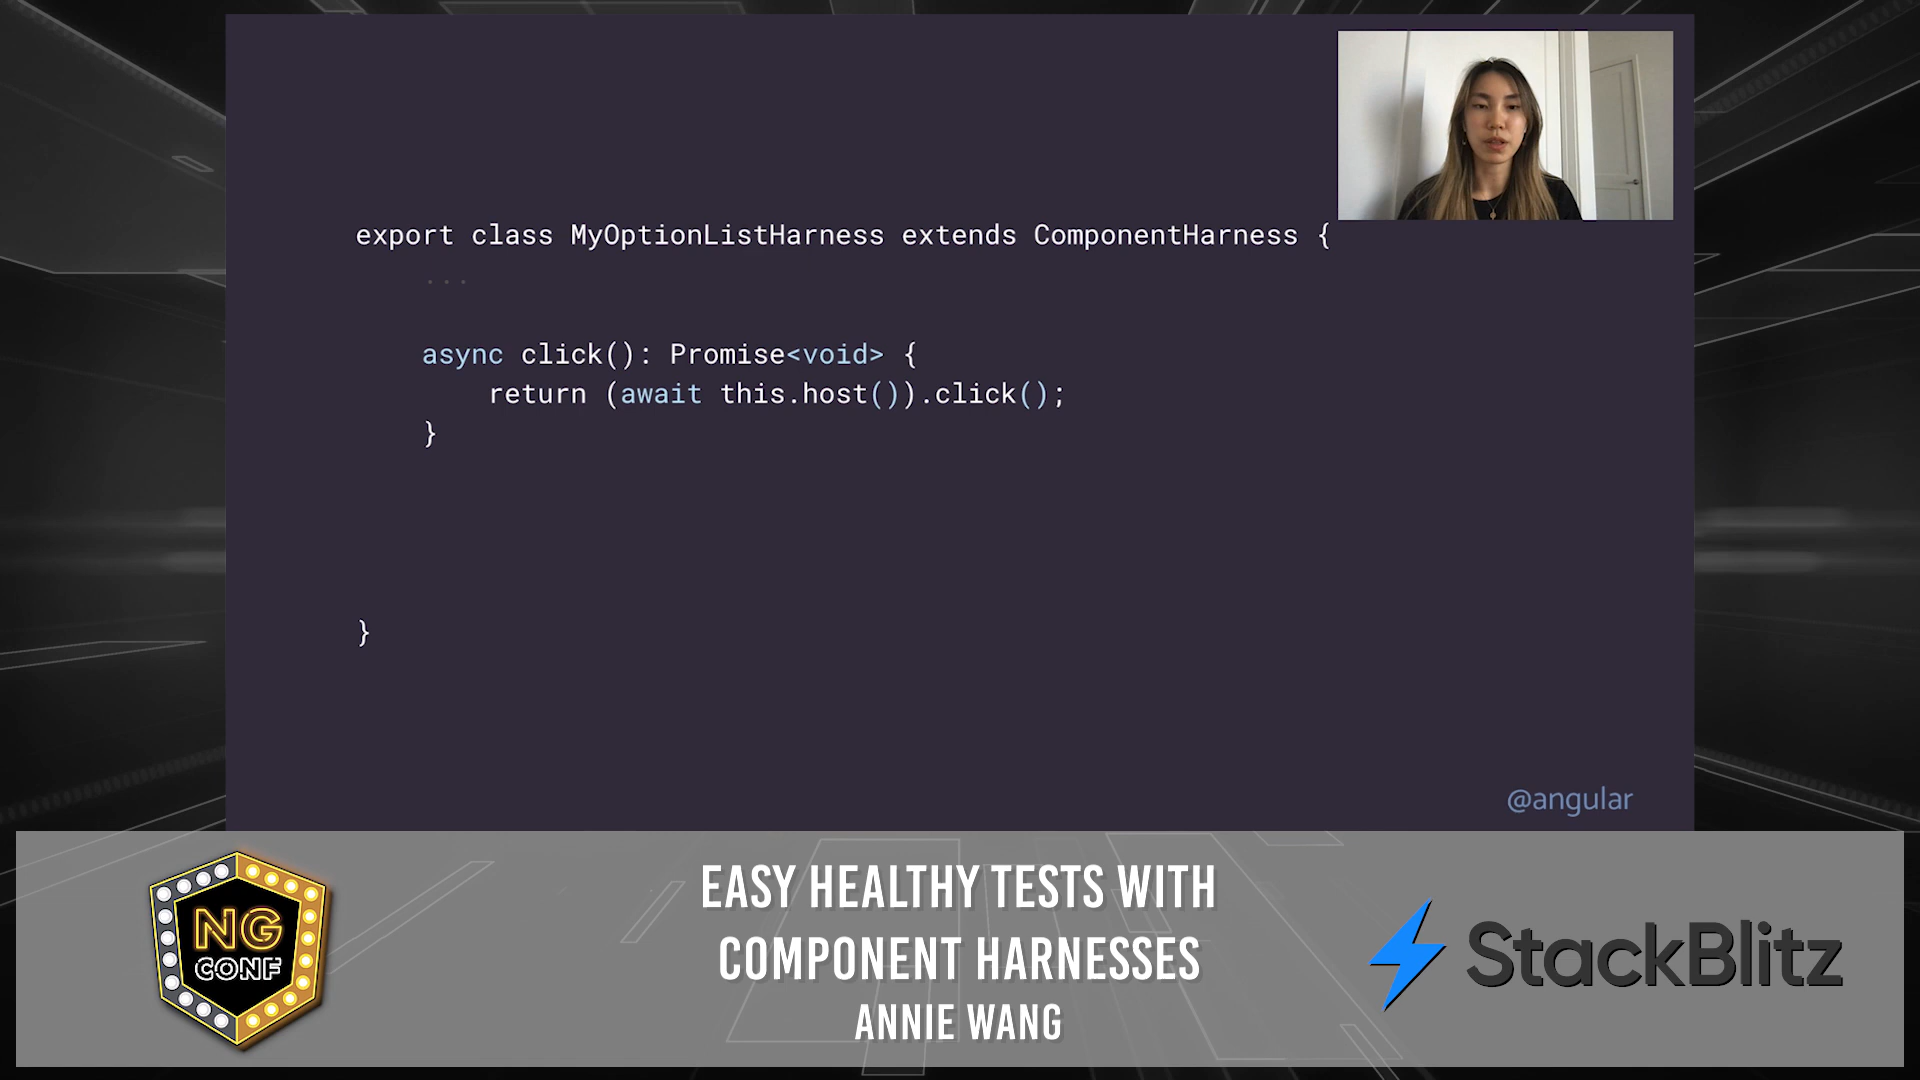 export class MyOptionListHarness extends ComponentHarness {
...
async click(): Promise<void> {
return (await this.host()).click();
}
}
@angular
NG
CONF
EASY HEALTHY TESTS WITH
COMPONENT HARNESSES
ANNIE WANG
StackBlitz